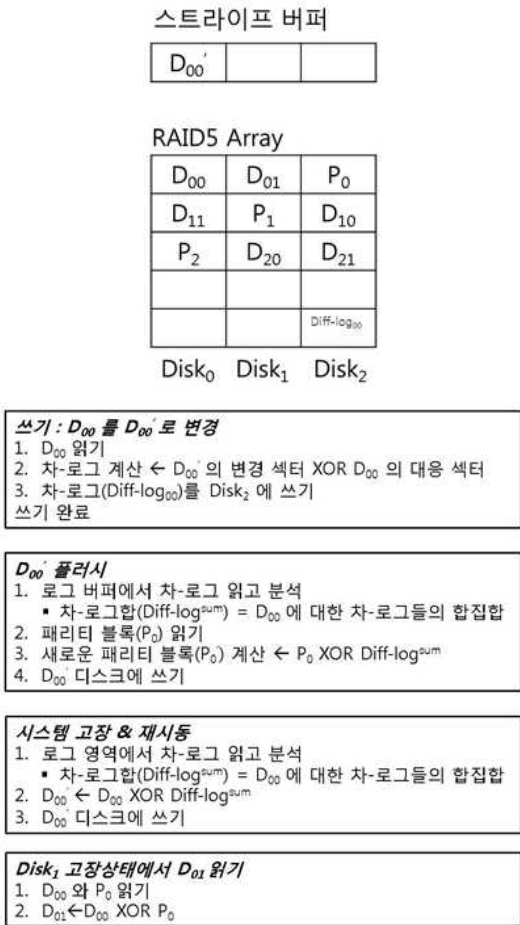 스트라이프 버퍼
D₀₀′
RAID5 Array
D₀₀ D₀₁ P₀
D₁₁ P₁ D₁₀
P₂ D₂₀ D₂₁
Diff-log₀₀
Disk₀ Disk₁ Disk₂
쓰기 : D₀₀ 를 D₀₀′로 변경
1. D₀₀ 읽기
2. 차-로그 계산 ← D₀₀′의 변경 섹터 XOR D₀₀ 의 대응 섹터
3. 차-로그(Diff-log₀₀)를 Disk₂ 에 쓰기
쓰기 완료
D₀₀′ 플러시
1. 로그 버퍼에서 차-로그 읽고 분석
▪ 차-로그합(Diff-logˢᵘᵐ) = D₀₀ 에 대한 차-로그들의 합집합
2. 패리티 블록(P₀) 읽기
3. 새로운 패리티 블록(P₀′) 계산 ← P₀ XOR Diff-logˢᵘᵐ
4. D₀₀′ 디스크에 쓰기
시스템 고장 & 재시동
1. 로그 영역에서 차-로그 읽고 분석
▪ 차-로그합(Diff-logˢᵘᵐ) = D₀₀ 에 대한 차-로그들의 합집합
2. D₀₀′ ← D₀₀ XOR Diff-logˢᵘᵐ
3. D₀₀′ 디스크에 쓰기
Disk₁ 고장상태에서 D₀₁ 읽기
1. D₀₀ 와 P₀ 읽기
2. D₀₁←D₀₀ XOR P₀